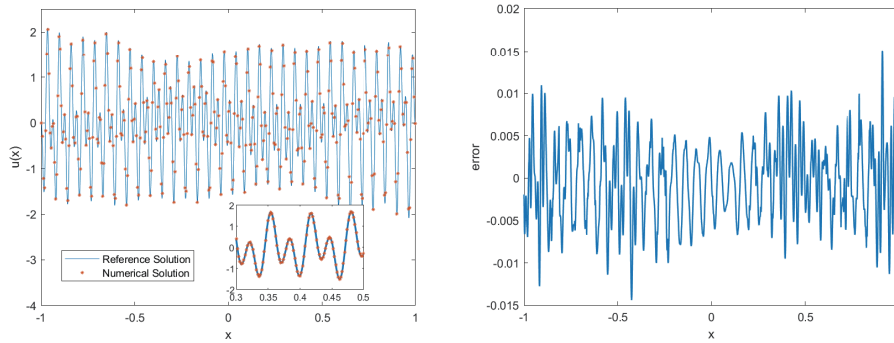 2
1
0
-1
-2
-3
-4
u(x)
Reference Solution
Numerical Solution
2
1
0
-1
-2
0.3 0.35 0.4 0.45 0.5
-1 -0.5 0 0.5 1
x
0.02
0.015
0.01
0.005
0
-0.005
-0.01
-0.015
error
-1 -0.5 0 0.5
x